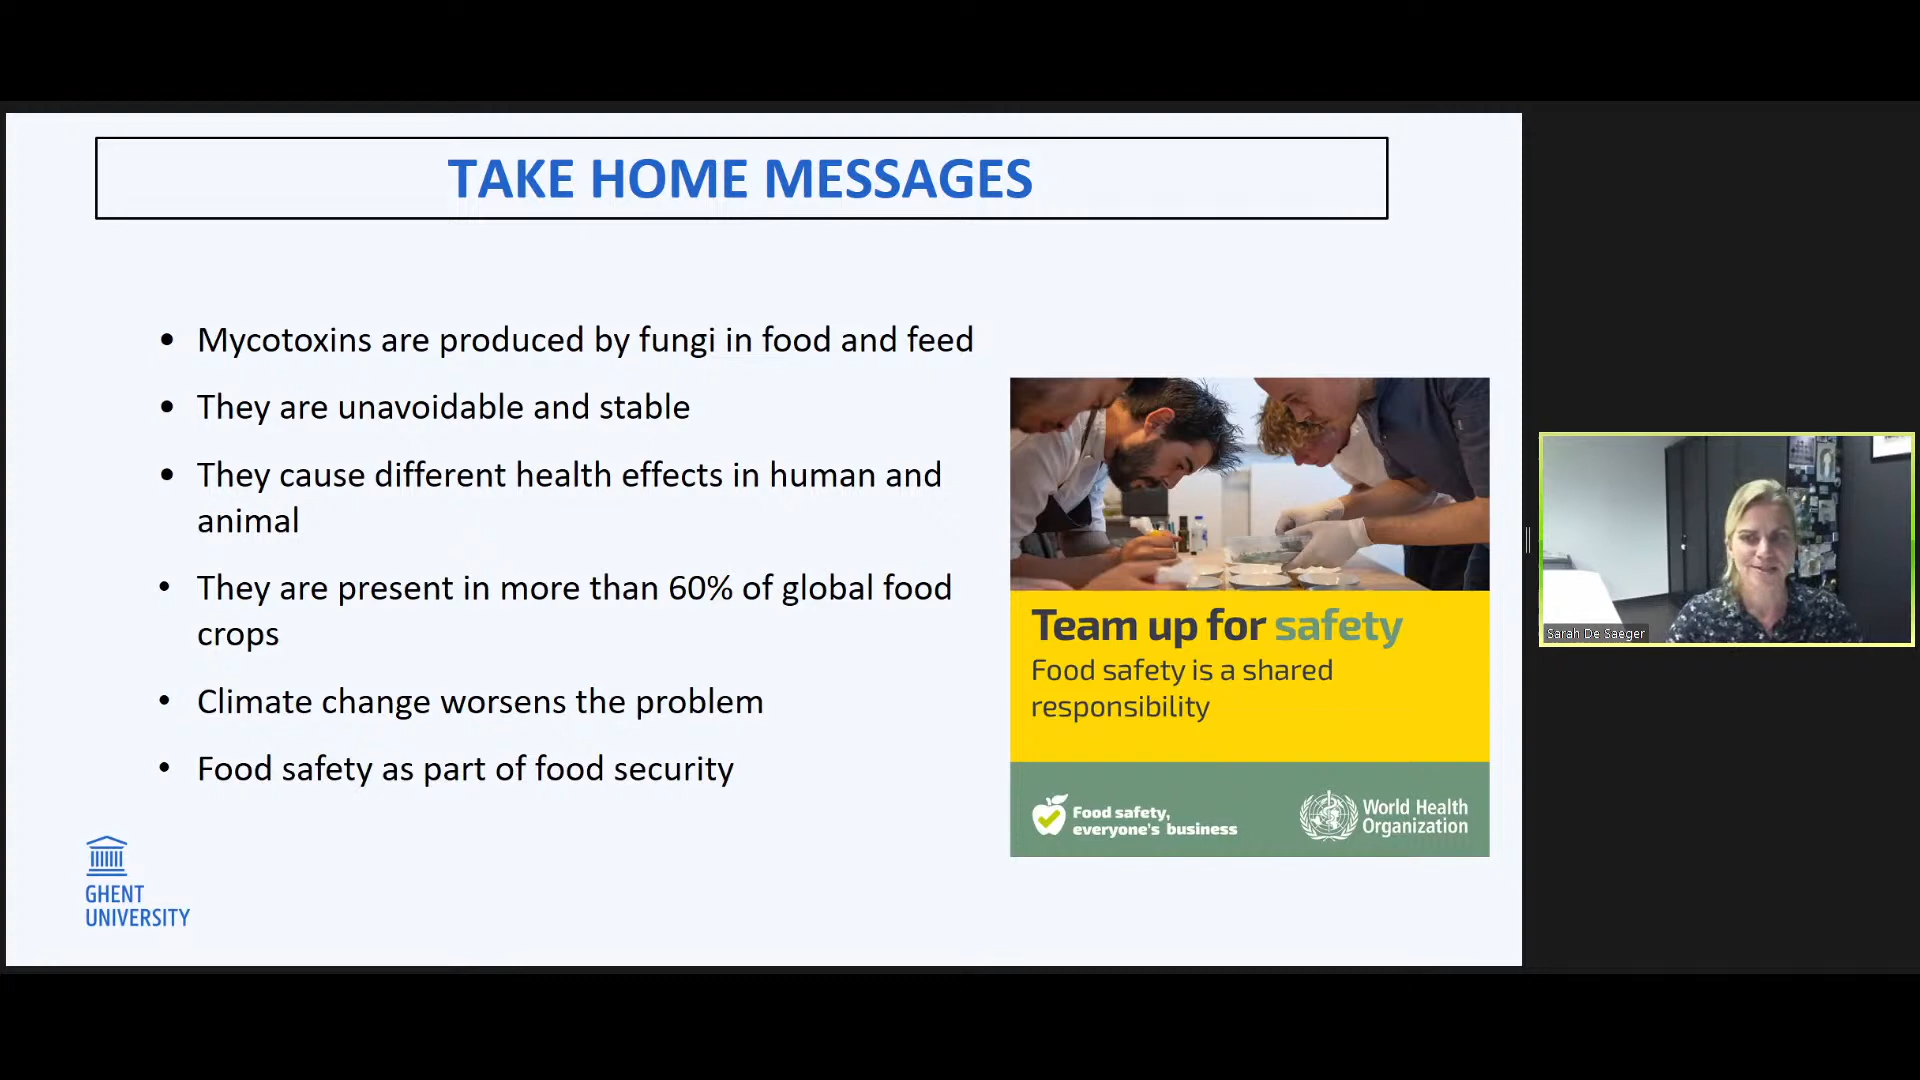 TAKE HOME MESSAGES
• Mycotoxins are produced by fungi in food and feed
• They are unavoidable and stable
• They cause different health effects in human and
animal
• They are present in more than 60% of global food
crops
• Climate change worsens the problem
• Food safety as part of food security
Team up for safety
Food safety is a shared
responsibility
Food safety,
everyone's business
World Health
Organization
GHENT
UNIVERSITY
Sarah De Saeger